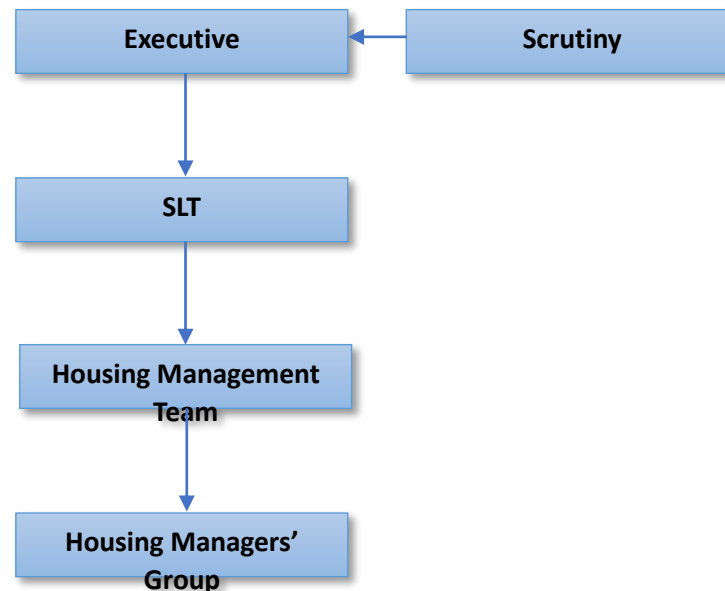 Executive
Scrutiny
SLT
Housing Management
Team
Housing Managers’
Group